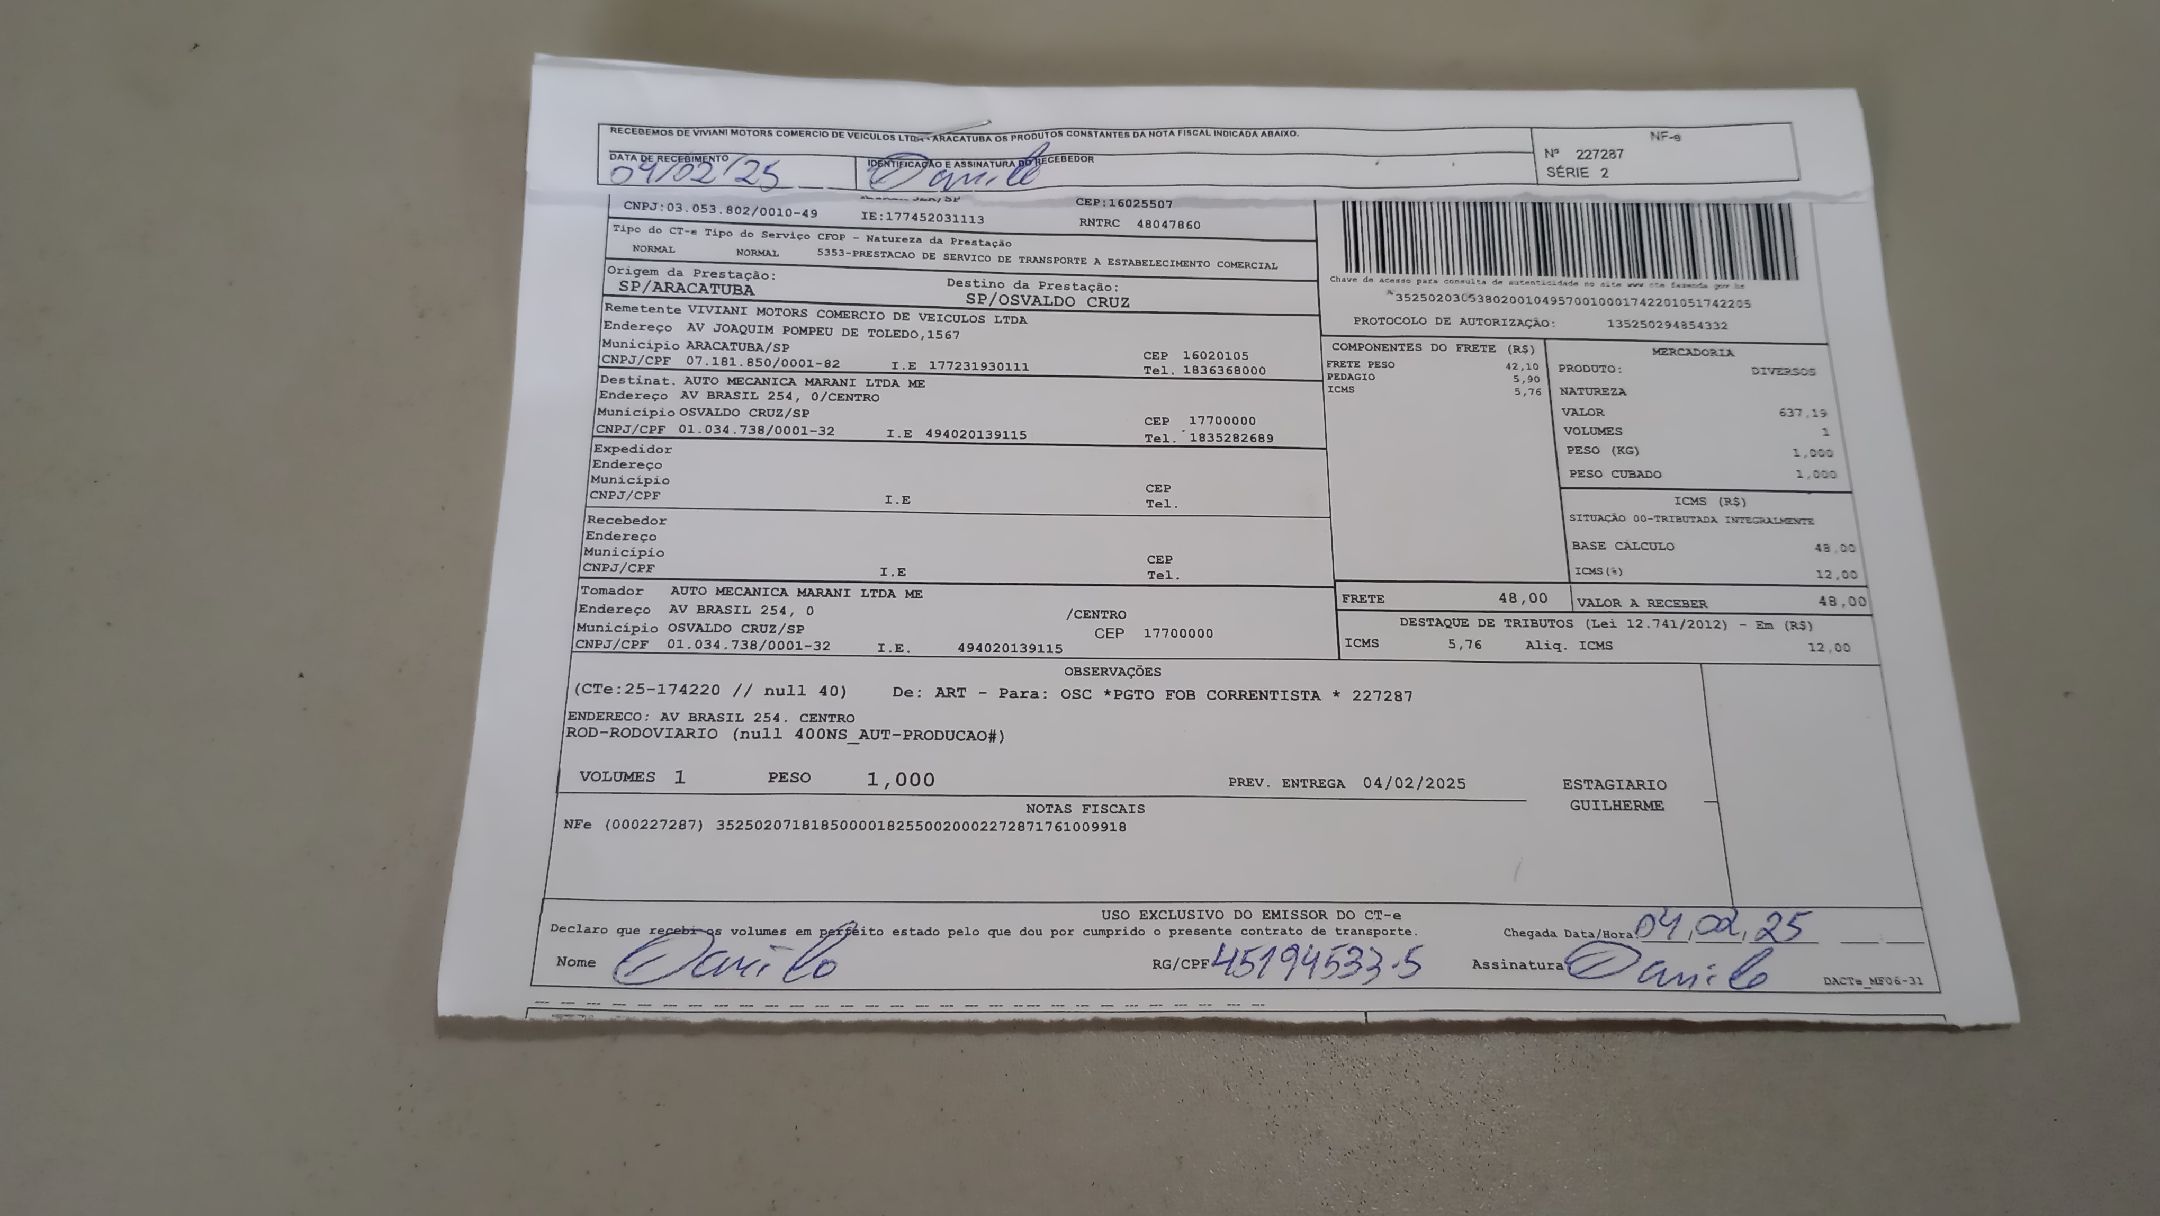 RECEBEMOS DE VIVIANI MOTORS COMERCIO DE VEICULOS LTDA - ARACATUBA OS PRODUTOS CONSTANTES DA NOTA FISCAL INDICADA ABAIXO.
NF-e
Nº 227287
SÉRIE 2
DATA DE RECEBIMENTO
04/02/25
IDENTIFICAÇÃO E ASSINATURA DO RECEBEDOR
Danilo
CEP:16025507
CNPJ:03.053.802/0010-49 IE:177452031113 RNTRC 48047860
Tipo do CT-e Tipo do Serviço CFOP - Natureza da Prestação
NORMAL NORMAL 5353-PRESTACAO DE SERVICO DE TRANSPORTE A ESTABELECIMENTO COMERCIAL
Origem da Prestação: Destino da Prestação:
SP/ARACATUBA SP/OSVALDO CRUZ
Remetente VIVIANI MOTORS COMERCIO DE VEICULOS LTDA
Endereço AV JOAQUIM POMPEU DE TOLEDO,1567
Município ARACATUBA/SP CEP 16020105
CNPJ/CPF 07.181.850/0001-82 I.E 177231930111 Tel. 1836368000
Destinat. AUTO MECANICA MARANI LTDA ME
Endereço AV BRASIL 254, 0/CENTRO
Município OSVALDO CRUZ/SP CEP 17700000
CNPJ/CPF 01.034.738/0001-32 I.E 494020139115 Tel. 1835282689
Expedidor
Endereço
Município CEP
CNPJ/CPF I.E Tel.
Recebedor
Endereço
Município CEP
CNPJ/CPF I.E Tel.
Tomador AUTO MECANICA MARANI LTDA ME
Endereço AV BRASIL 254, 0 /CENTRO
Município OSVALDO CRUZ/SP CEP 17700000
CNPJ/CPF 01.034.738/0001-32 I.E. 494020139115
Chave de acesso para consulta de autenticidade no site www cte fazenda gov br
PROTOCOLO DE AUTORIZAÇÃO: 135250294854332
COMPONENTES DO FRETE (R$)
FRETE PESO 42,10
PEDAGIO 5,90
ICMS 5,76
MERCADORIA
PRODUTO: DIVERSOS
NATUREZA
VALOR 637,19
VOLUMES 1
PESO (KG) 1,000
PESO CUBADO 1,000
ICMS (R$)
SITUAÇÃO 00-TRIBUTADA INTEGRALMENTE
BASE CÁLCULO 48,00
ICMS(%) 12,00
FRETE 48,00 VALOR A RECEBER 48,00
DESTAQUE DE TRIBUTOS (Lei 12.741/2012) - Em (R$)
ICMS 5,76 Aliq. ICMS 12,00
OBSERVAÇÕES
(CTe:25-174220 // null 40) De: ART - Para: OSC *PGTO FOB CORRENTISTA * 227287
ENDERECO: AV BRASIL 254. CENTRO
ROD-RODOVIARIO (null 400NS_AUT-PRODUCAO#)
VOLUMES 1 PESO 1,000 PREV. ENTREGA 04/02/2025
ESTAGIARIO
GUILHERME
NOTAS FISCAIS
NFe (000227287) 35250207181850000182550020002272871761009918
USO EXCLUSIVO DO EMISSOR DO CT-e
Declaro que recebi os volumes em perfeito estado pelo que dou por cumprido o presente contrato de transporte. Chegada Data/Hora 04,02,25
Nome Danilo RG/CPF 45194533-5 Assinatura Danilo DACTe_MF06-31